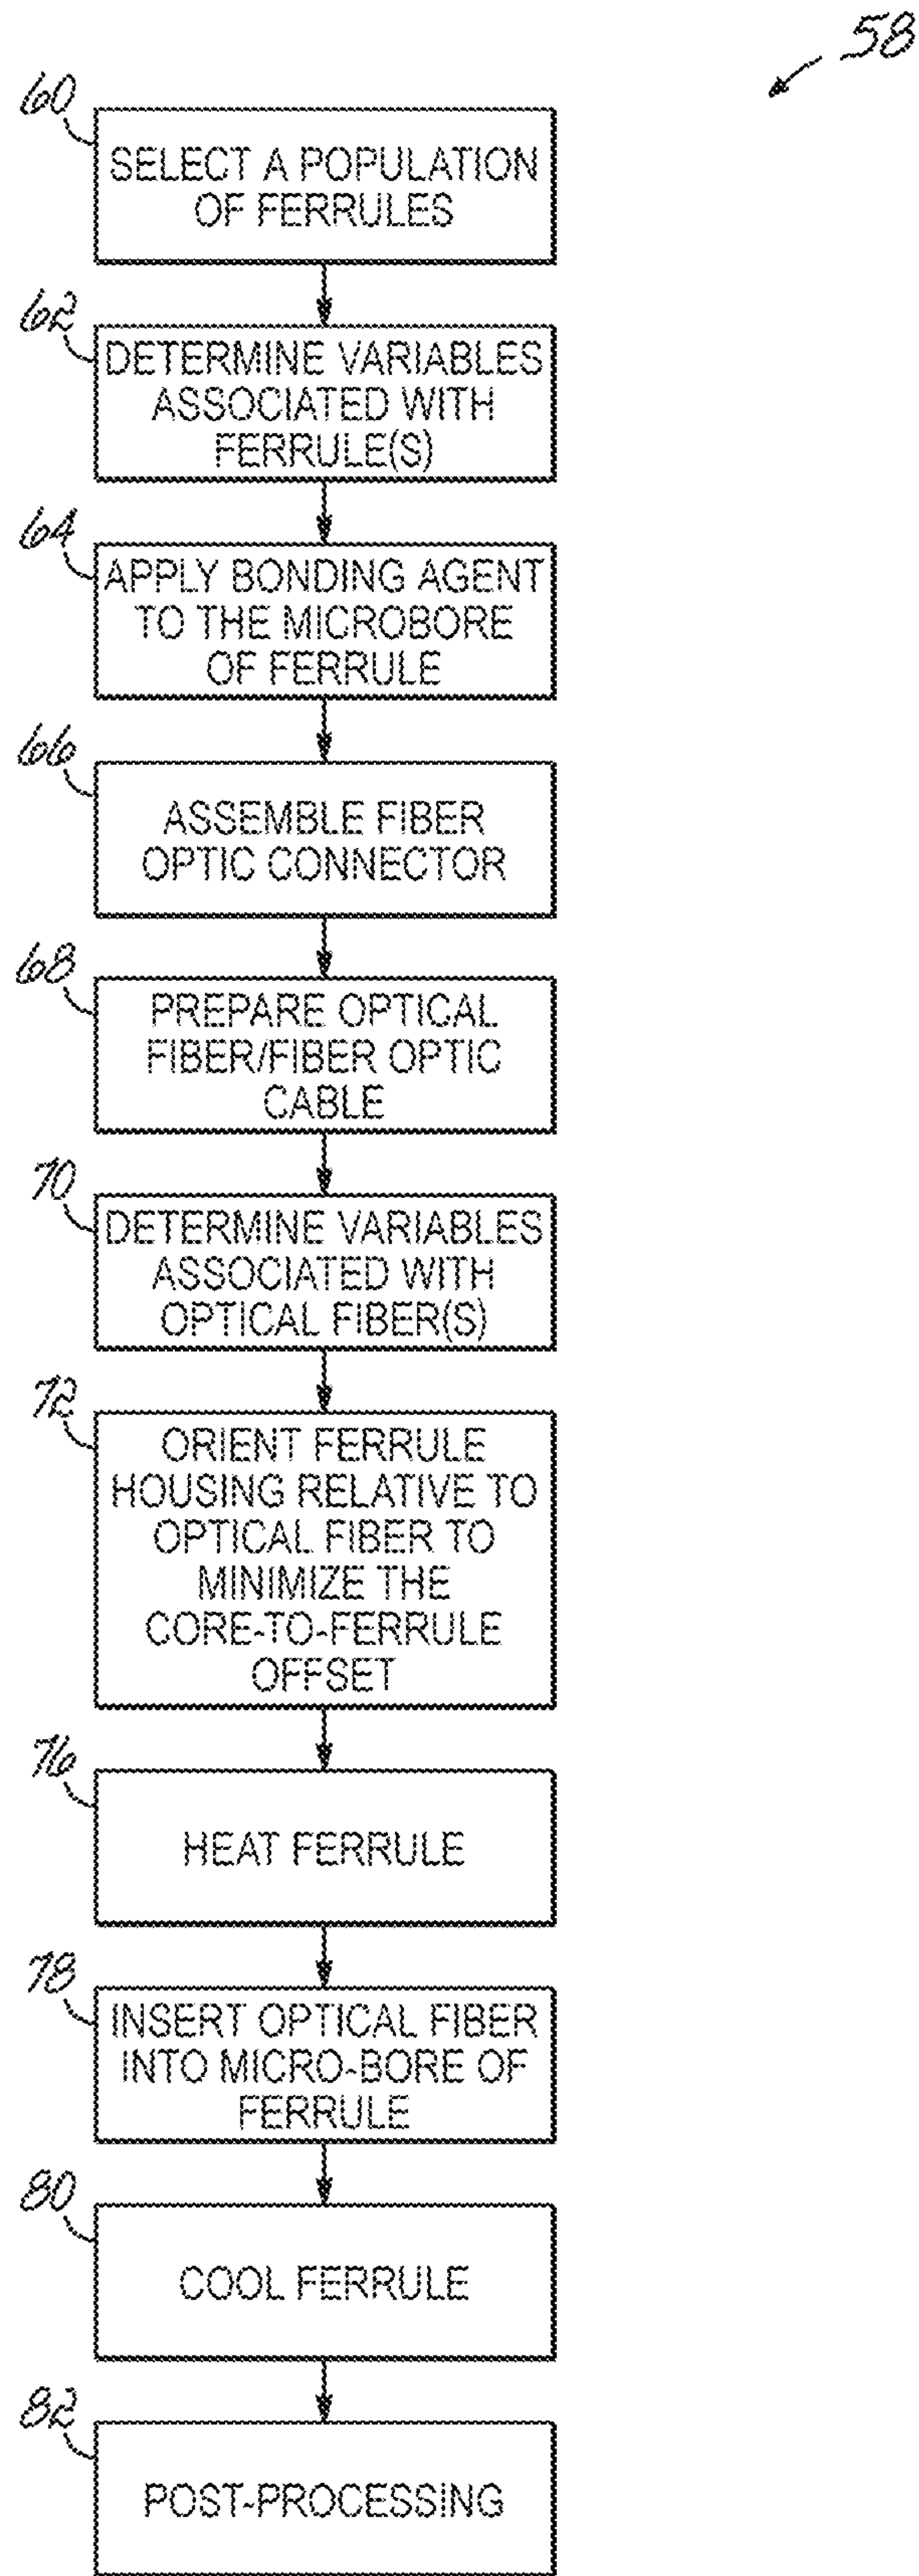 58
60
SELECT A POPULATION
OF FERRULES
62
DETERMINE VARIABLES
ASSOCIATED WITH
FERRULE(S)
64
APPLY BONDING AGENT
TO THE MICROBORE
OF FERRULE
66
ASSEMBLE FIBER
OPTIC CONNECTOR
68
PREPARE OPTICAL
FIBER/FIBER OPTIC
CABLE
70
DETERMINE VARIABLES
ASSOCIATED WITH
OPTICAL FIBER(S)
72
ORIENT FERRULE
HOUSING RELATIVE TO
OPTICAL FIBER TO
MINIMIZE THE
CORE-TO-FERRULE
OFFSET
76
HEAT FERRULE
78
INSERT OPTICAL FIBER
INTO MICRO-BORE OF
FERRULE
80
COOL FERRULE
82
POST-PROCESSING